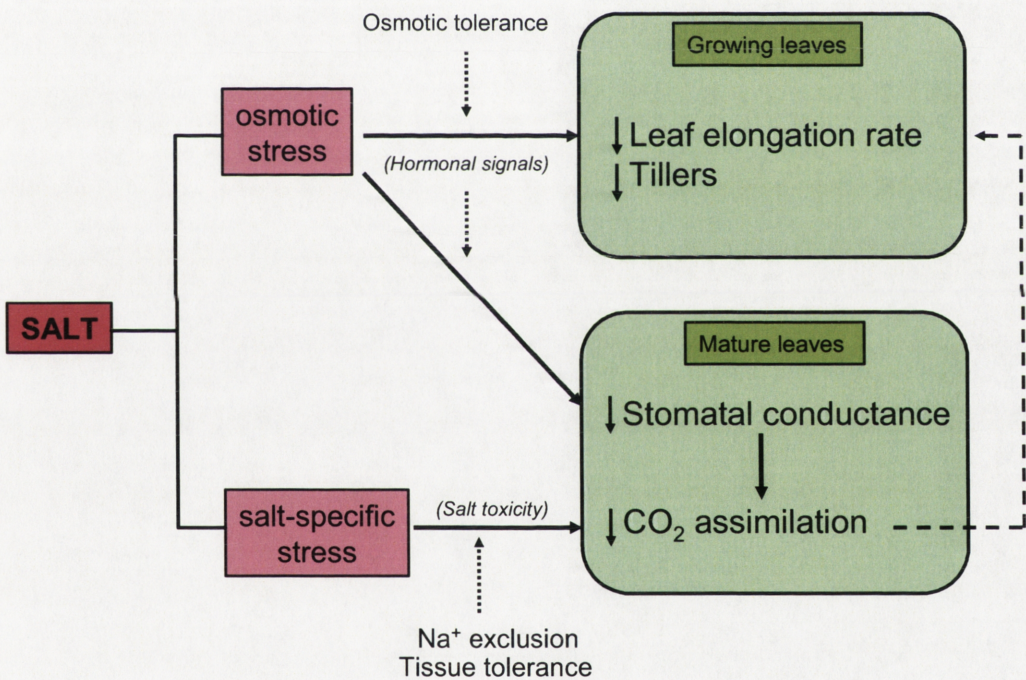 Osmotic tolerance
Growing leaves
osmotic
stress
(Hormonal signals)
↓ Leaf elongation rate
↓ Tillers
SALT
Mature leaves
↓ Stomatal conductance
salt-specific
stress
(Salt toxicity)
↓ CO₂ assimilation
Na⁺ exclusion
Tissue tolerance